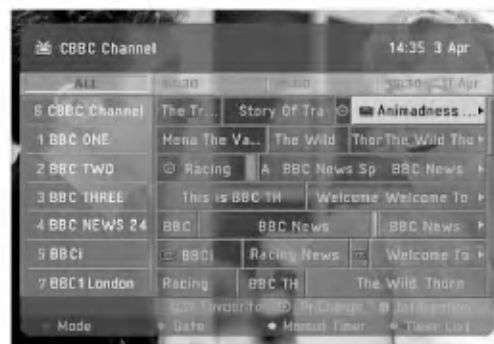 CBBC Channel 14:35 3 Apr
ALL
6 CBBC Channel The Tr... Story Of Tra Animadness ...
1 BBC ONE Mona The Va... The Wild Thor The Wild Tho
2 BBC TWO Racing A BBC News Sp BBC News
3 BBC THREE This is BBC TH Welcome Welcome To
4 BBC NEWS 24 BBC BBC News BBC News
5 BBCi BBCi Racing News Welcome To
7 BBC1 London Racing BBC TH The Wild Thorn
Favourite Information
Mode Date Manual Timer Timer List